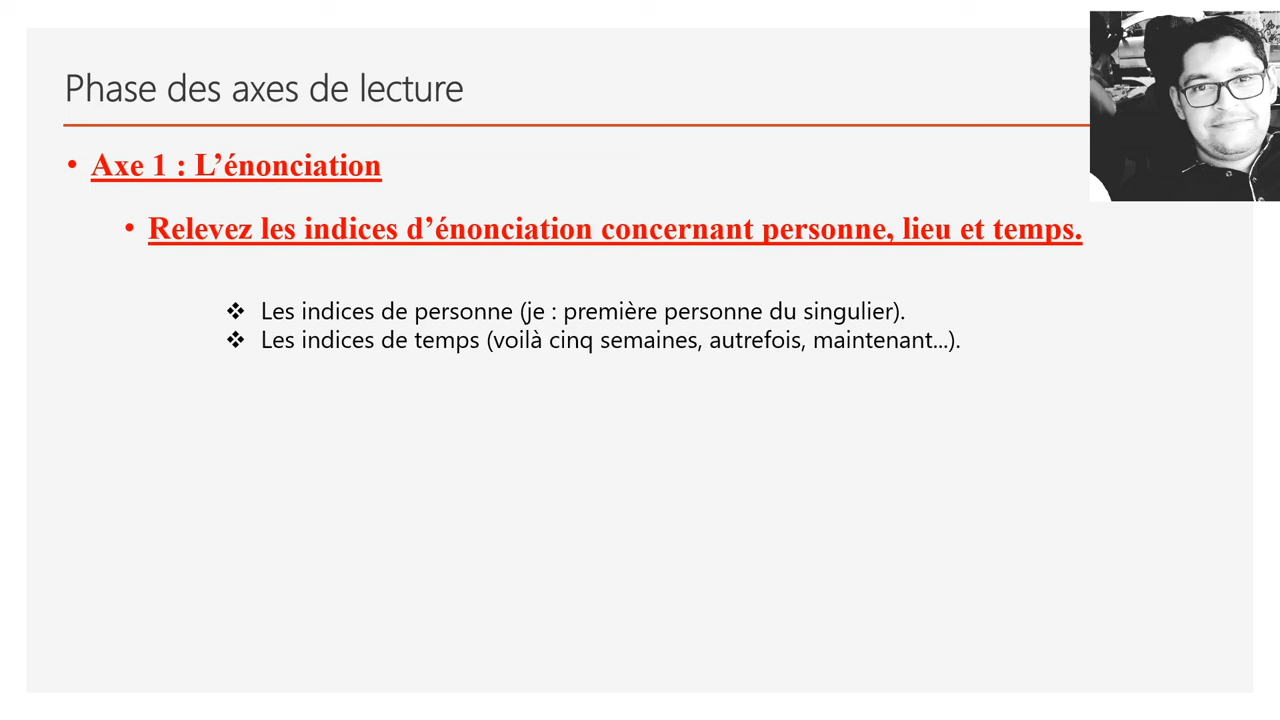 Phase des axes de lecture
• Axe 1 : L’énonciation
• Relevez les indices d’énonciation concernant personne, lieu et temps.
❖ Les indices de personne (je : première personne du singulier).
❖ Les indices de temps (voilà cinq semaines, autrefois, maintenant...).